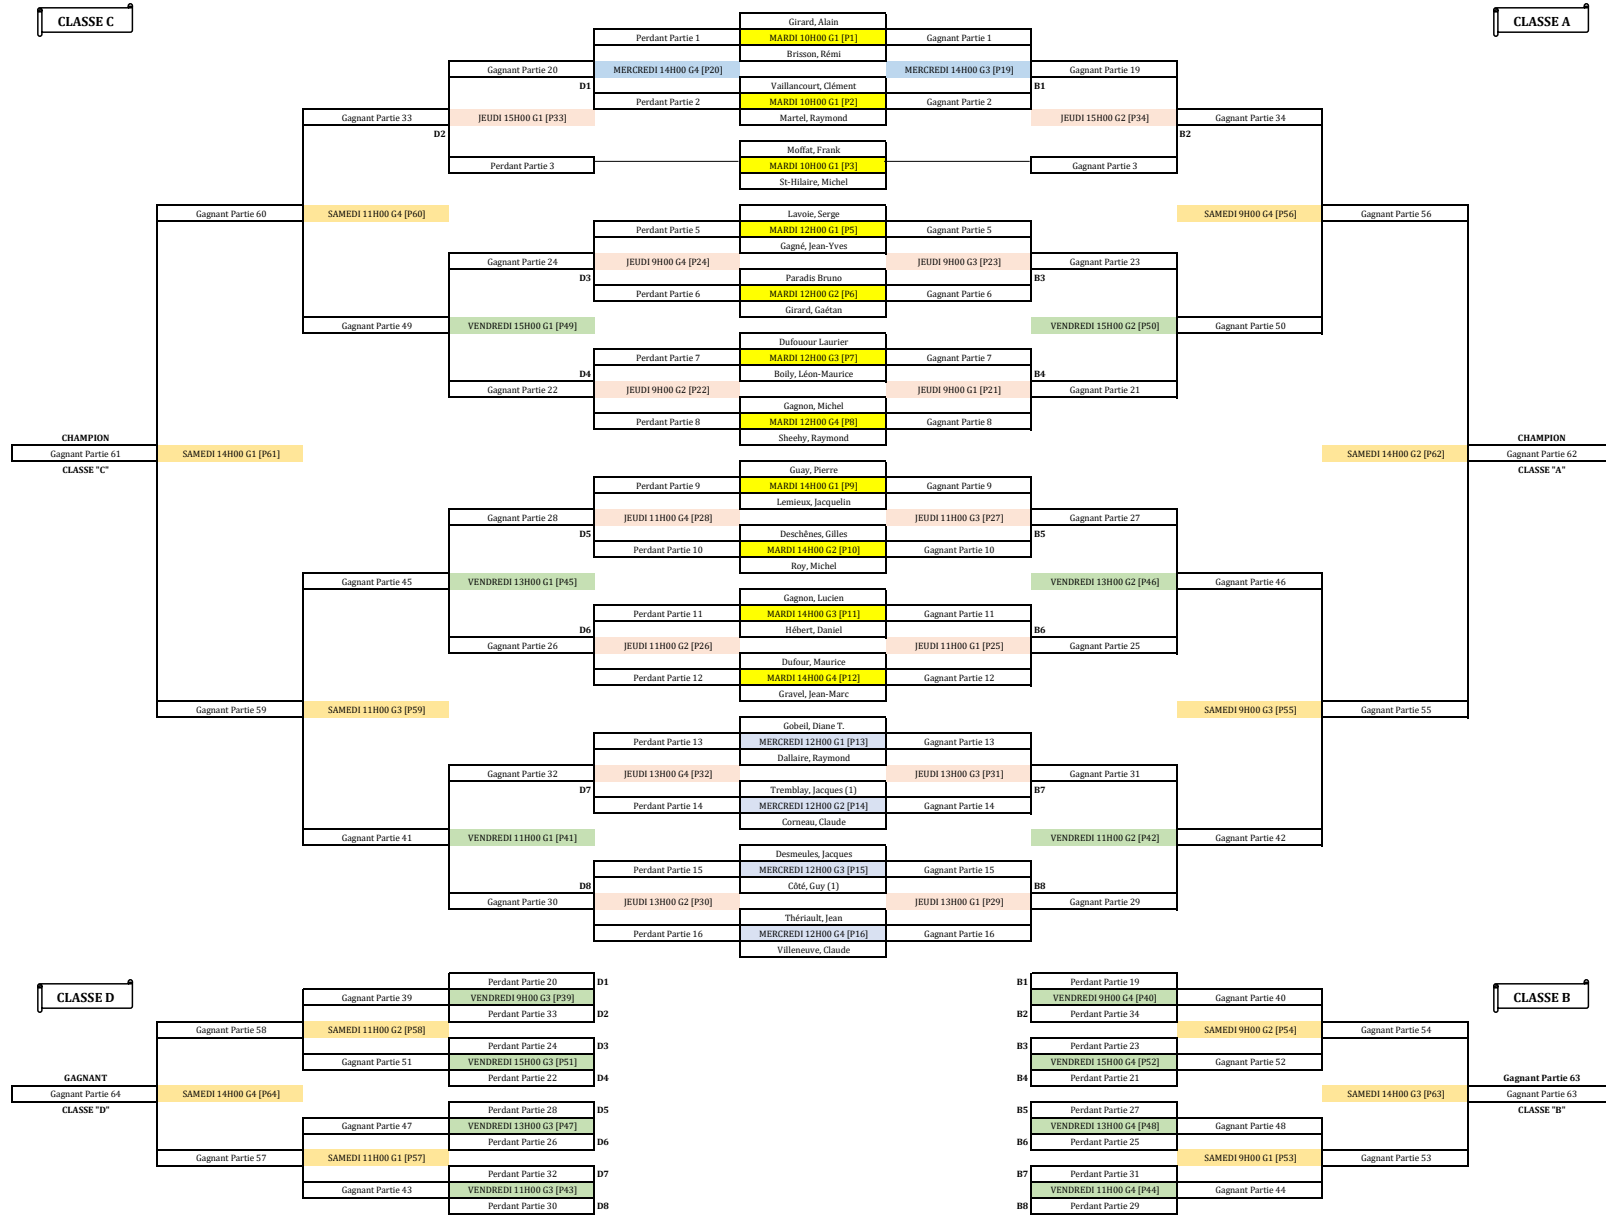 CLASSE C
Girard, Alain
CLASSE A
Perdant Partie 1
MARDI 10H00 G1 [P1]
Gagnant Partie 1
Brisson, Rémi
Gagnant Partie 20
MERCREDI 14H00 G4 [P20]
MERCREDI 14H00 G3 [P19]
Gagnant Partie 19
D1
Vaillancourt, Clément
B1
Perdant Partie 2
MARDI 10H00 G1 [P2]
Gagnant Partie 2
Gagnant Partie 33
JEUDI 15H00 G1 [P33]
Martel, Raymond
JEUDI 15H00 G2 [P34]
Gagnant Partie 34
D2
B2
Moffat, Frank
Perdant Partie 3
MARDI 10H00 G1 [P3]
Gagnant Partie 3
St-Hilaire, Michel
Gagnant Partie 60
SAMEDI 11H00 G4 [P60]
Lavoie, Serge
SAMEDI 9H00 G4 [P56]
Gagnant Partie 56
Perdant Partie 5
MARDI 12H00 G1 [P5]
Gagnant Partie 5
Gagné, Jean-Yves
Gagnant Partie 24
JEUDI 9H00 G4 [P24]
JEUDI 9H00 G3 [P23]
Gagnant Partie 23
D3
Paradis Bruno
B3
Perdant Partie 6
MARDI 12H00 G2 [P6]
Gagnant Partie 6
Girard, Gaétan
Gagnant Partie 49
VENDREDI 15H00 G1 [P49]
VENDREDI 15H00 G2 [P50]
Gagnant Partie 50
Dufouour Laurier
Perdant Partie 7
MARDI 12H00 G3 [P7]
Gagnant Partie 7
D4
Boily, Léon-Maurice
B4
Gagnant Partie 22
JEUDI 9H00 G2 [P22]
JEUDI 9H00 G1 [P21]
Gagnant Partie 21
Gagnon, Michel
Perdant Partie 8
MARDI 12H00 G4 [P8]
Gagnant Partie 8
CHAMPION
Sheehy, Raymond
CHAMPION
Gagnant Partie 61
SAMEDI 14H00 G1 [P61]
SAMEDI 14H00 G2 [P62]
Gagnant Partie 62
CLASSE "C"
Guay, Pierre
CLASSE "A"
Perdant Partie 9
MARDI 14H00 G1 [P9]
Gagnant Partie 9
Lemieux, Jacquelin
Gagnant Partie 28
JEUDI 11H00 G4 [P28]
JEUDI 11H00 G3 [P27]
Gagnant Partie 27
D5
Deschênes, Gilles
B5
Perdant Partie 10
MARDI 14H00 G2 [P10]
Gagnant Partie 10
Roy, Michel
Gagnant Partie 45
VENDREDI 13H00 G1 [P45]
VENDREDI 13H00 G2 [P46]
Gagnant Partie 46
Gagnon, Lucien
Perdant Partie 11
MARDI 14H00 G3 [P11]
Gagnant Partie 11
D6
Hébert, Daniel
B6
Gagnant Partie 26
JEUDI 11H00 G2 [P26]
JEUDI 11H00 G1 [P25]
Gagnant Partie 25
Dufour, Maurice
Perdant Partie 12
MARDI 14H00 G4 [P12]
Gagnant Partie 12
Gravel, Jean-Marc
Gagnant Partie 59
SAMEDI 11H00 G3 [P59]
SAMEDI 9H00 G3 [P55]
Gagnant Partie 55
Gobeil, Diane T.
Perdant Partie 13
MERCREDI 12H00 G1 [P13]
Gagnant Partie 13
Dallaire, Raymond
Gagnant Partie 32
JEUDI 13H00 G4 [P32]
JEUDI 13H00 G3 [P31]
Gagnant Partie 31
D7
Tremblay, Jacques (1)
B7
Perdant Partie 14
MERCREDI 12H00 G2 [P14]
Gagnant Partie 14
Corneau, Claude
Gagnant Partie 41
VENDREDI 11H00 G1 [P41]
VENDREDI 11H00 G2 [P42]
Gagnant Partie 42
Desmeules, Jacques
Perdant Partie 15
MERCREDI 12H00 G3 [P15]
Gagnant Partie 15
D8
Côté, Guy (1)
B8
Gagnant Partie 30
JEUDI 13H00 G2 [P30]
JEUDI 13H00 G1 [P29]
Gagnant Partie 29
Thériault, Jean
Perdant Partie 16
MERCREDI 12H00 G4 [P16]
Gagnant Partie 16
Villeneuve, Claude
CLASSE D
Perdant Partie 20
D1
B1
Perdant Partie 19
CLASSE B
Gagnant Partie 39
VENDREDI 9H00 G3 [P39]
VENDREDI 9H00 G4 [P40]
Gagnant Partie 40
Perdant Partie 33
D2
B2
Perdant Partie 34
Gagnant Partie 58
SAMEDI 11H00 G2 [P58]
SAMEDI 9H00 G2 [P54]
Gagnant Partie 54
Perdant Partie 24
D3
B3
Perdant Partie 23
Gagnant Partie 51
VENDREDI 15H00 G3 [P51]
VENDREDI 15H00 G4 [P52]
Gagnant Partie 52
GAGNANT
Perdant Partie 22
D4
B4
Perdant Partie 21
Gagnant Partie 63
Gagnant Partie 64
SAMEDI 14H00 G4 [P64]
SAMEDI 14H00 G3 [P63]
Gagnant Partie 63
CLASSE "D"
Perdant Partie 28
D5
B5
Perdant Partie 27
CLASSE "B"
Gagnant Partie 47
VENDREDI 13H00 G3 [P47]
VENDREDI 13H00 G4 [P48]
Gagnant Partie 48
Perdant Partie 26
D6
B6
Perdant Partie 25
Gagnant Partie 57
SAMEDI 11H00 G1 [P57]
SAMEDI 9H00 G1 [P53]
Gagnant Partie 53
Perdant Partie 32
D7
B7
Perdant Partie 31
Gagnant Partie 43
VENDREDI 11H00 G3 [P43]
VENDREDI 11H00 G4 [P44]
Gagnant Partie 44
Perdant Partie 30
D8
B8
Perdant Partie 29